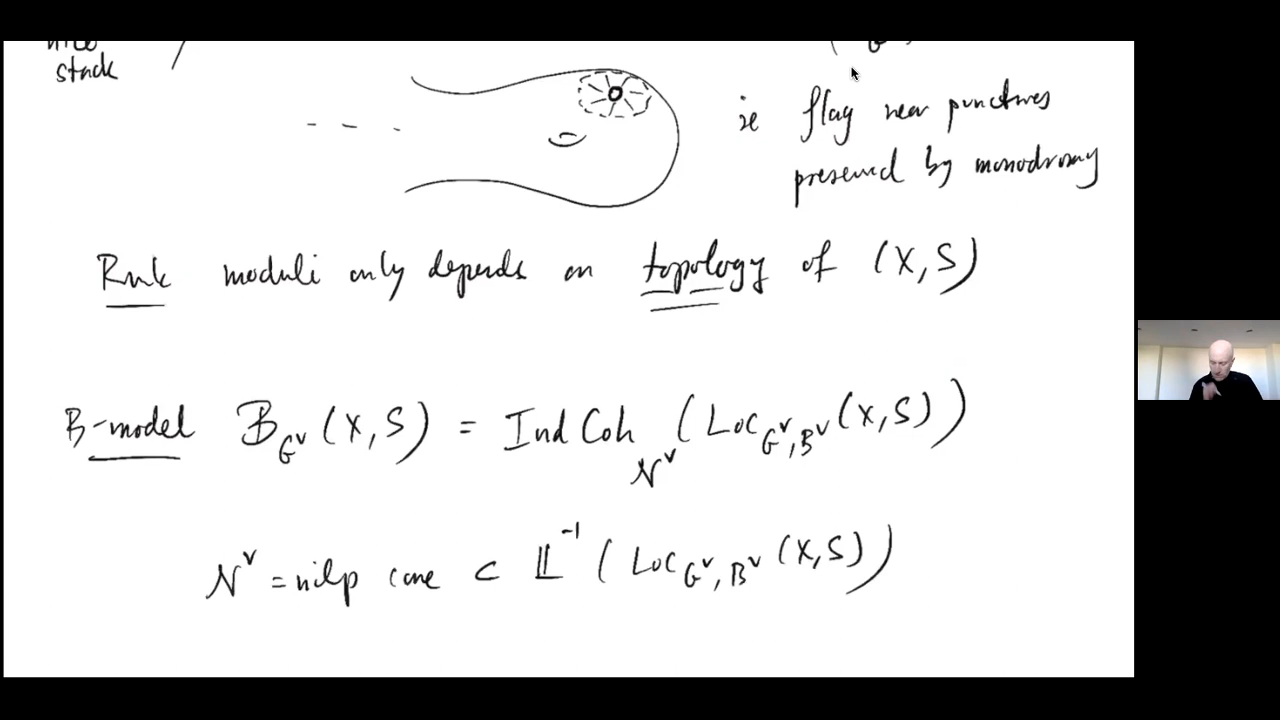 stack
ie flag near punctures
preserved by monodromy
Rmk moduli only depends on topology of (X,S)
B-model B_{G^∨}(X,S) = IndCoh_{N^∨}(Loc_{G^∨,B^∨}(X,S))
N^∨ = nilp cone ⊂ 𝕃^{-1}(Loc_{G^∨,B^∨}(X,S))